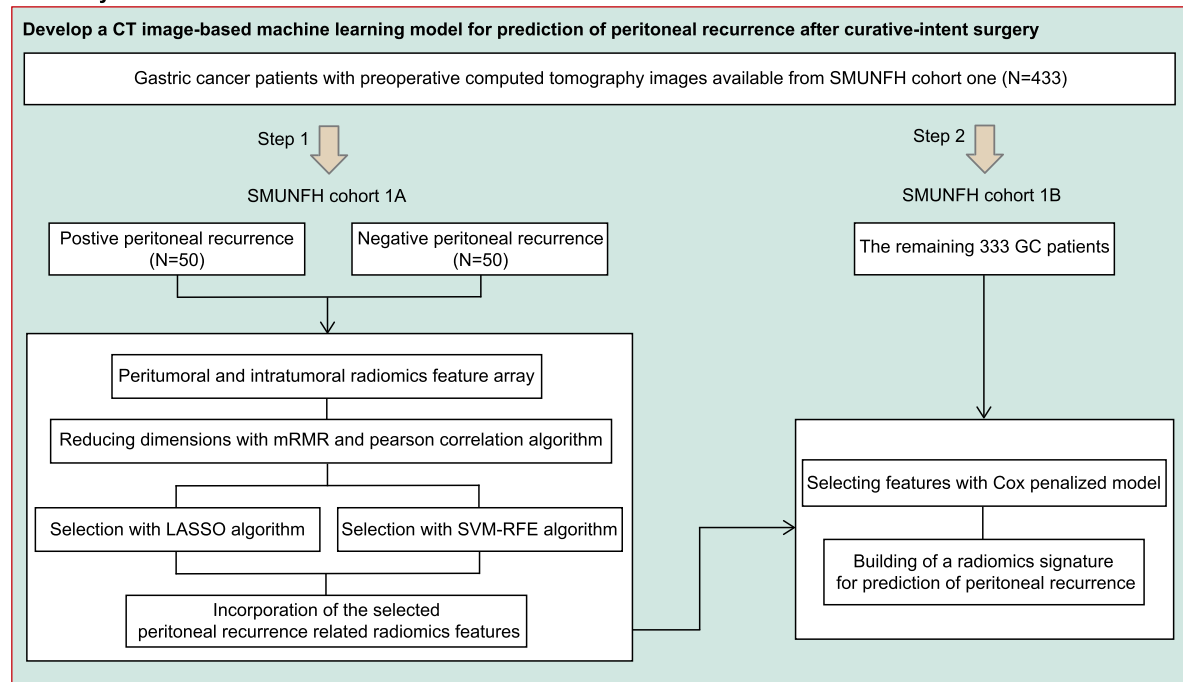 Develop a CT image-based machine learning model for prediction of peritoneal recurrence after curative-intent surgery
Gastric cancer patients with preoperative computed tomography images available from SMUNFH cohort one (N=433)
Step 1
SMUNFH cohort 1A
Postive peritoneal recurrence
(N=50)
Negative peritoneal recurrence
(N=50)
Peritumoral and intratumoral radiomics feature array
Reducing dimensions with mRMR and pearson correlation algorithm
Selection with LASSO algorithm
Selection with SVM-RFE algorithm
Incorporation of the selected
peritoneal recurrence related radiomics features
Step 2
SMUNFH cohort 1B
The remaining 333 GC patients
Selecting features with Cox penalized model
Building of a radiomics signature
for prediction of peritoneal recurrence